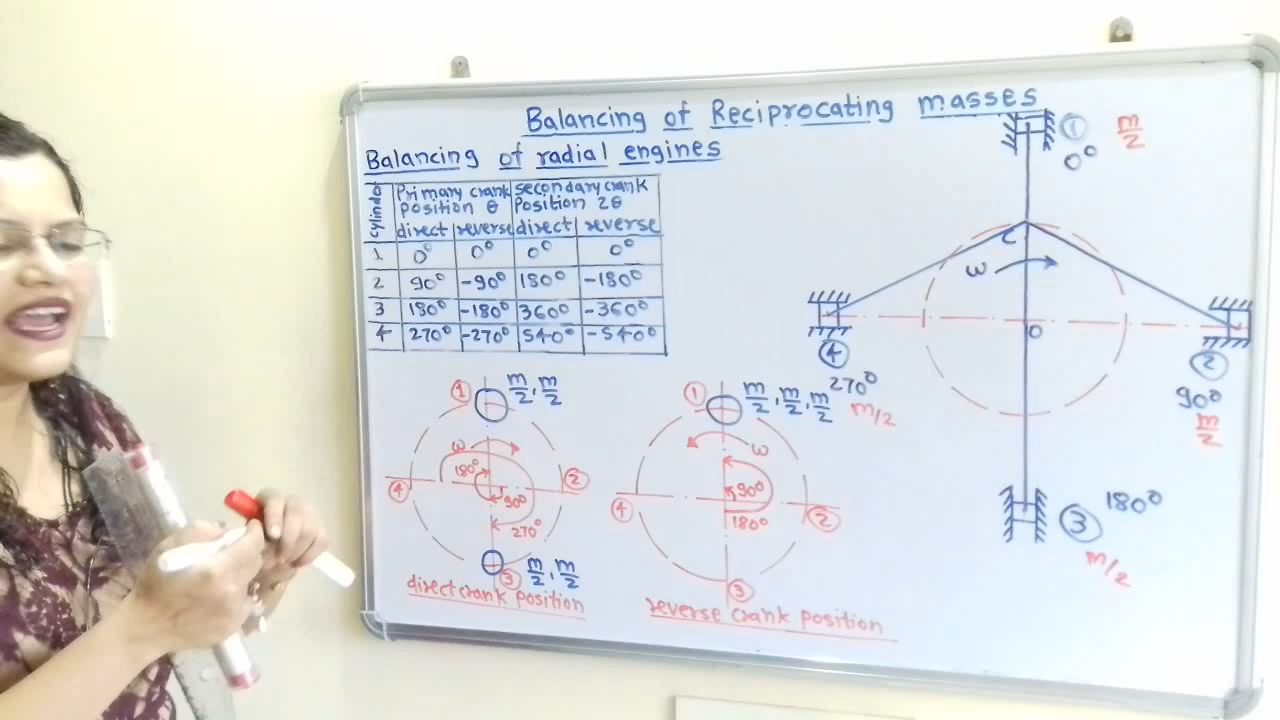 Balancing of Reciprocating masses
Balancing of radial engines
cylinder
Primary crank position θ
secondary crank position 2θ
direct reverse direct reverse
1 0° 0° 0° 0°
2 90° -90° 180° -180°
3 180° -180° 360° -360°
4 270° -270° 540° -540°
① m/2, m/2
ω
180°
④ ②
90°
270°
③ m/2, m/2
direct crank position
① m/2, m/2, m/2
ω
90°
④ ②
180°
③
reverse crank position
① m/2
0°
C
ω
O
④
270°
m/2
②
90°
m/2
③ 180°
m/2